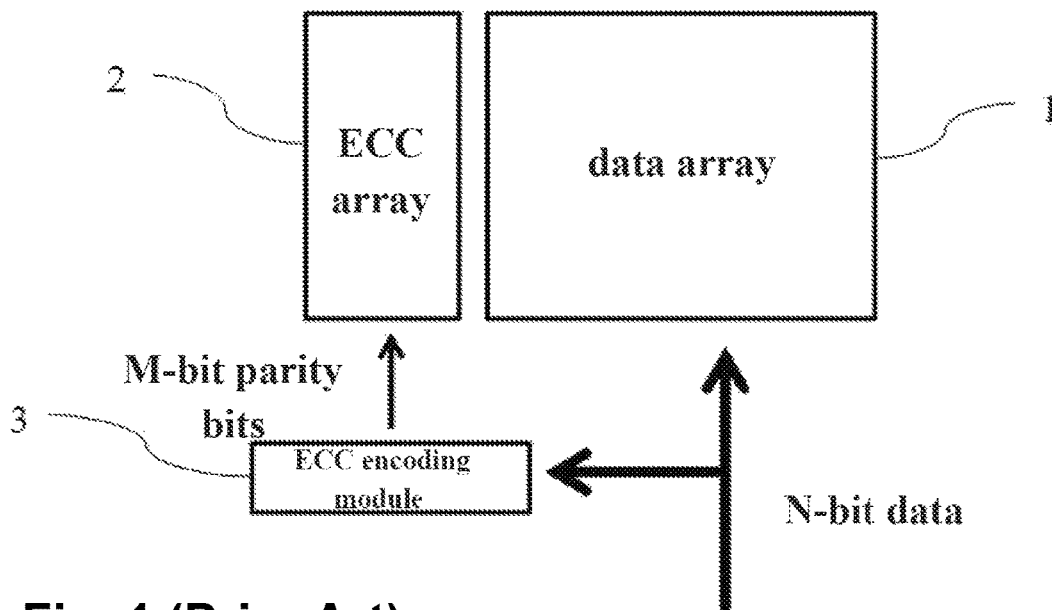 2
ECC
array
data array
1
M-bit parity
bits
3
ECC encoding
module
N-bit data
Fig. 1 (Prior Art)